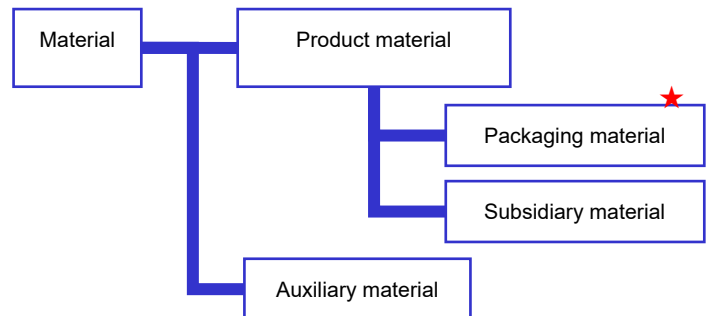 Material
Product material
Packaging material
Subsidiary material
Auxiliary material